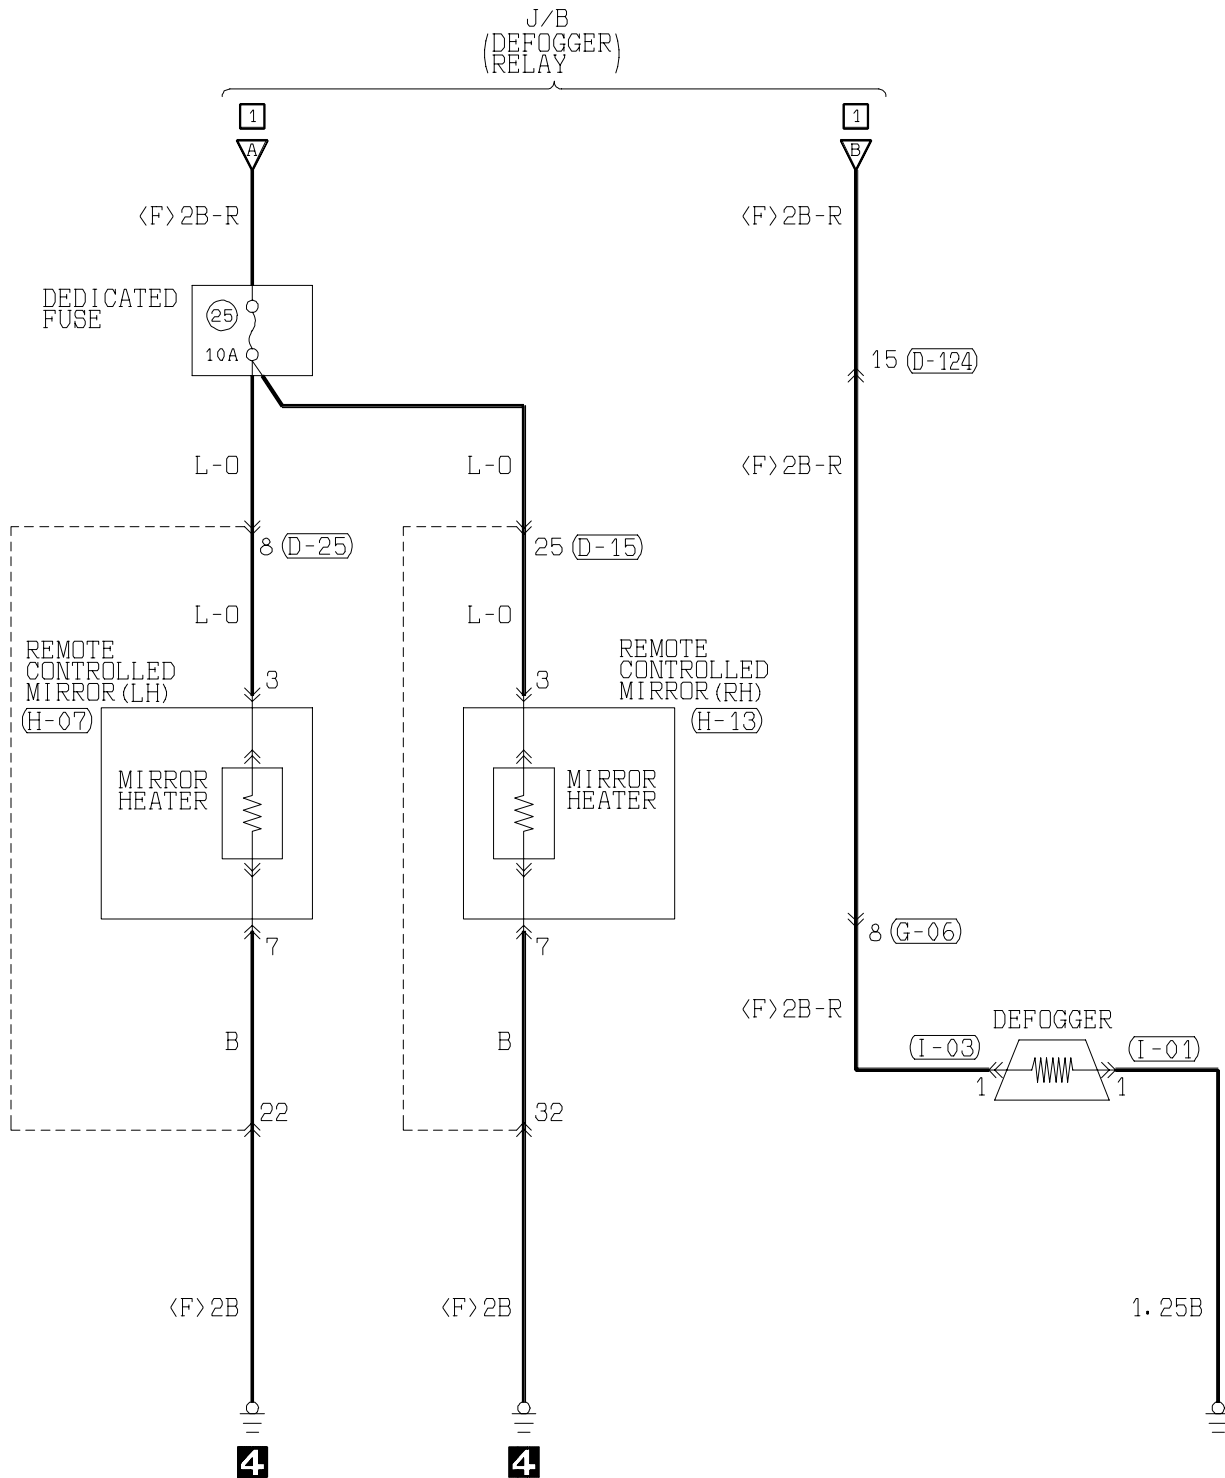 J/B
(DEFOGGER
RELAY)
1
1
A
B
<F>2B-R
<F>2B-R
DEDICATED
FUSE
25
10A
15 (D-124)
L-O
L-O
<F>2B-R
8 (D-25)
25 (D-15)
L-O
L-O
REMOTE
CONTROLLED
MIRROR(LH)
(H-07)
3
3
REMOTE
CONTROLLED
MIRROR(RH)
(H-13)
MIRROR
HEATER
MIRROR
HEATER
7
7
8 (G-06)
<F>2B-R
DEFOGGER
B
B
(I-03)
(I-01)
1
1
22
32
<F>2B
<F>2B
1.25B
4
4